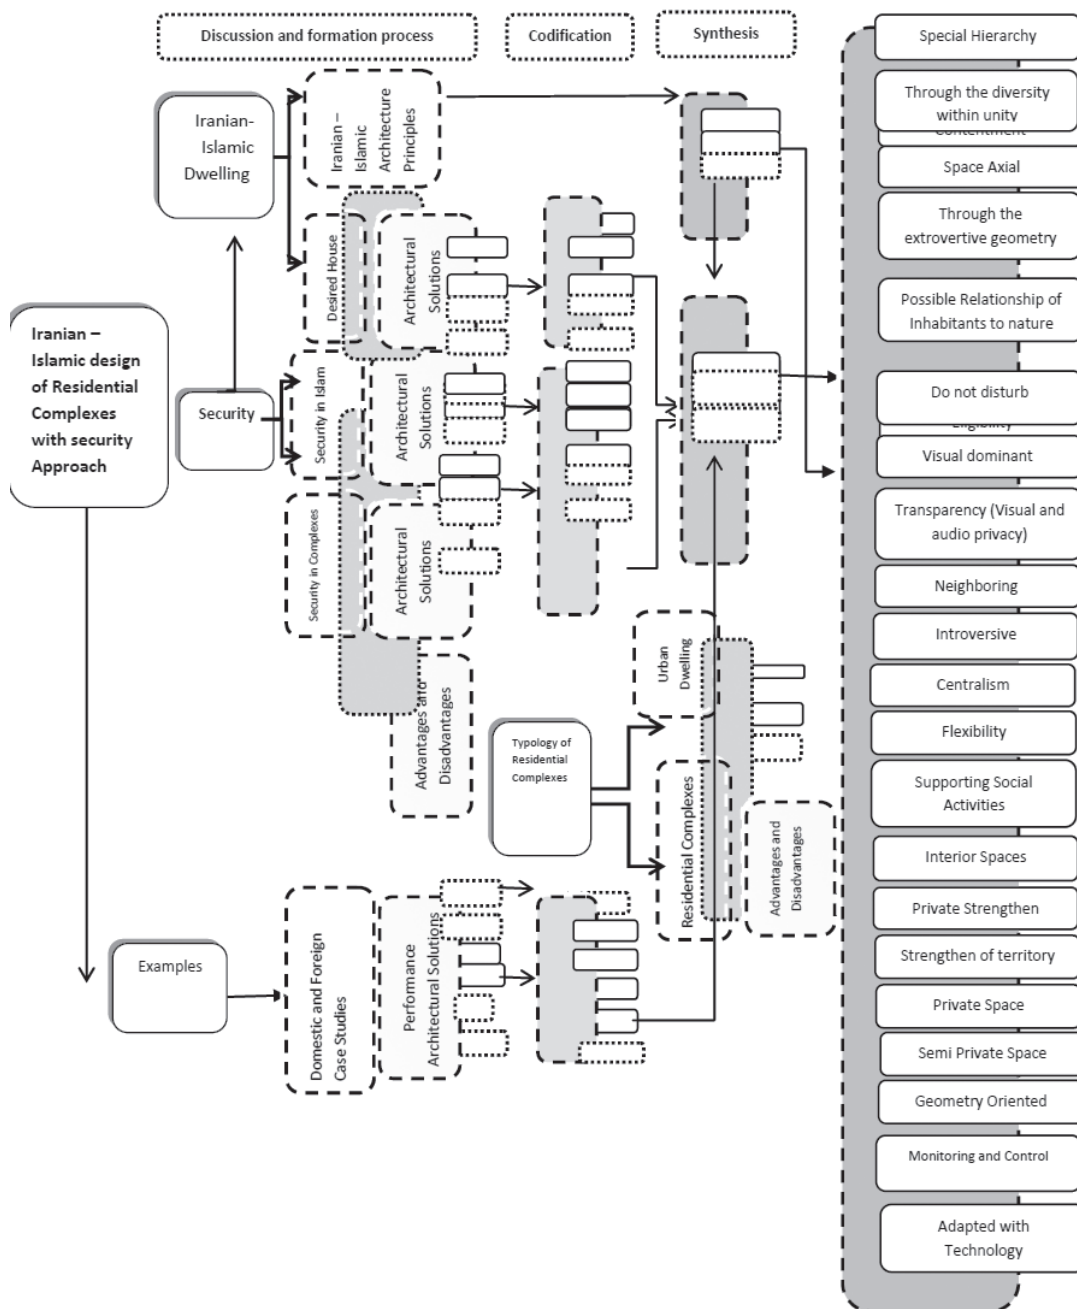 Discussion and formation process
Codification
Synthesis
Iranian-
Islamic
Dwelling
Iranian –
Islamic
Architecture
Principles
Desired House
Architectural
Solutions
Iranian –
Islamic design
of Residential
Complexes
with security
Approach
Security
Security in Islam
Architectural
Solutions
Security in Complexes
Architectural
Solutions
Advantages and
Disadvantages
Urban
Dwelling
Typology of
Residential
Complexes
Residential Complexes
Advantages and
Disadvantages
Examples
Domestic and Foreign
Case Studies
Performance
Architectural Solutions
Special Hierarchy
Through the diversity
within unity
Contentment
Space Axial
Through the
extrovertive geometry
Possible Relationship of
Inhabitants to nature
Do not disturb
Eligibility
Visual dominant
Transparency (Visual and
audio privacy)
Neighboring
Introversive
Centralism
Flexibility
Supporting Social
Activities
Interior Spaces
Private Strengthen
Strengthen of territory
Private Space
Semi Private Space
Geometry Oriented
Monitoring and Control
Adapted with
Technology